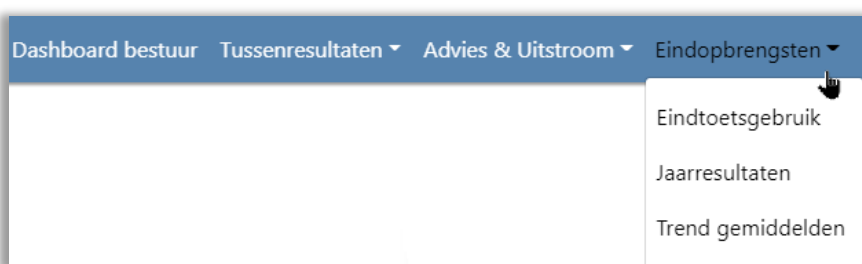 Dashboard bestuur Tussenresultaten Advies & Uitstroom Eindopbrengsten
Eindtoetsgebruik
Jaarresultaten
Trend gemiddelden